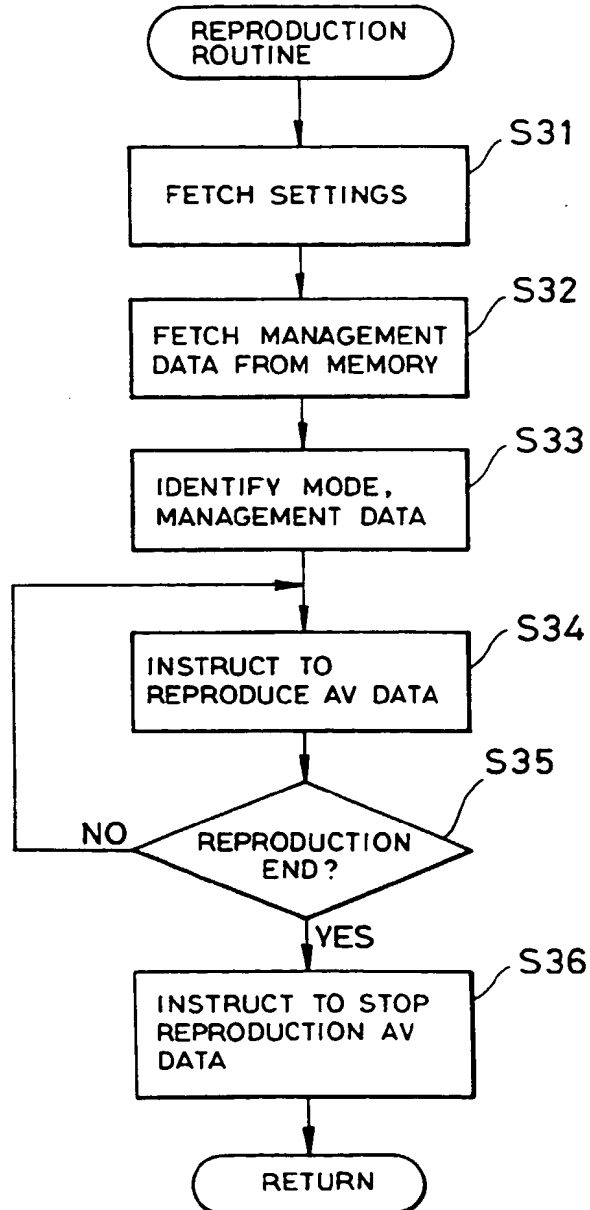 REPRODUCTION
ROUTINE
S31
FETCH SETTINGS
S32
FETCH MANAGEMENT
DATA FROM MEMORY
S33
IDENTIFY MODE,
MANAGEMENT DATA
S34
INSTRUCT TO
REPRODUCE AV DATA
S35
NO
REPRODUCTION
END?
YES
S36
INSTRUCT TO STOP
REPRODUCTION AV
DATA
RETURN